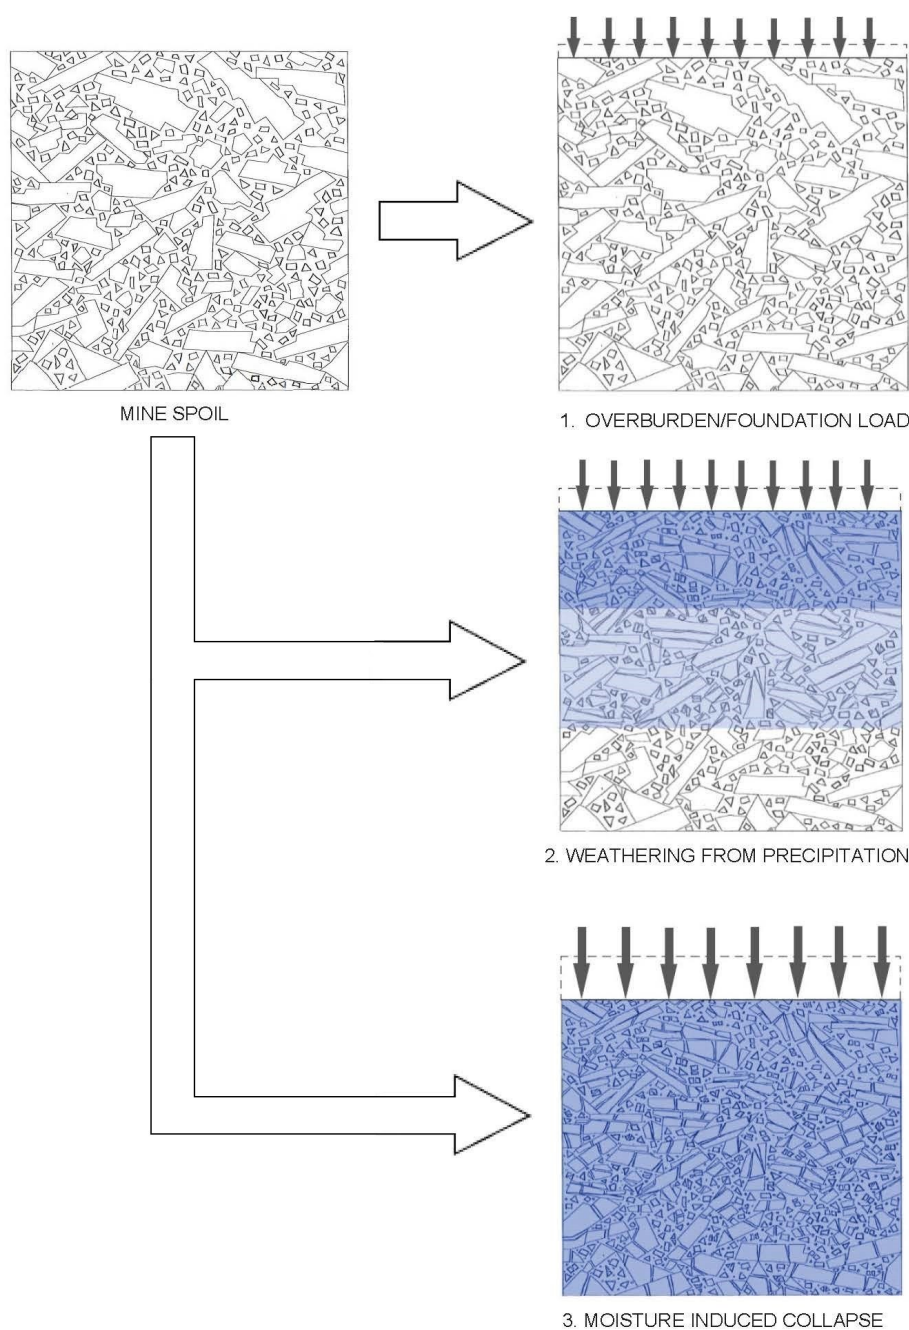 MINE SPOIL
1. OVERBURDEN/FOUNDATION LOAD
2. WEATHERING FROM PRECIPITATION
3. MOISTURE INDUCED COLLAPSE